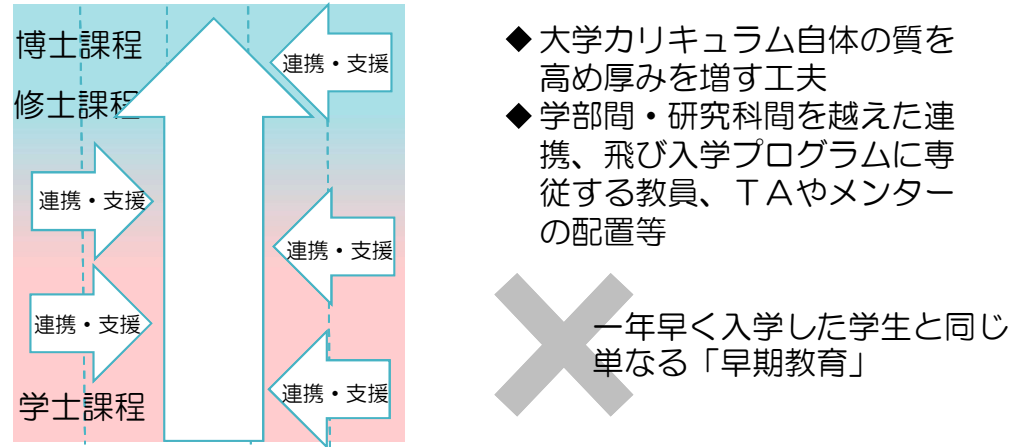 博士課程
修士課程
連携・支援
連携・支援
連携・支援
連携・支援
連携・支援
学士課程
◆大学カリキュラム自体の質を
高め厚みを増す工夫
◆学部間・研究科間を越えた連
携、飛び入学プログラムに専
従する教員、ＴＡやメンター
の配置等
一年早く入学した学生と同じ
単なる「早期教育」